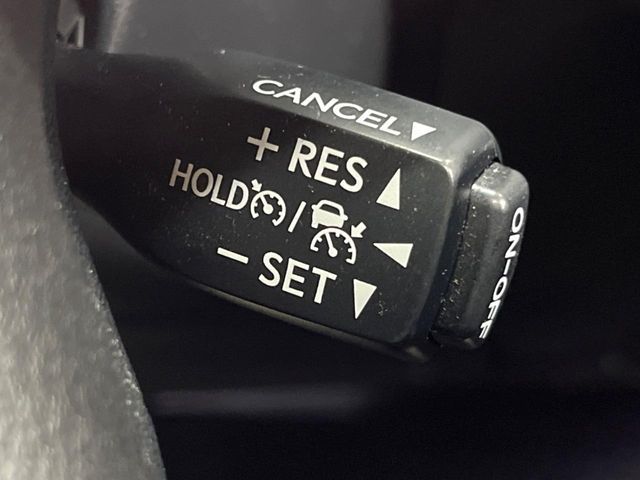 CANCEL ▼
+ RES ▲
HOLD / ◀
– SET ▼
ON-OFF